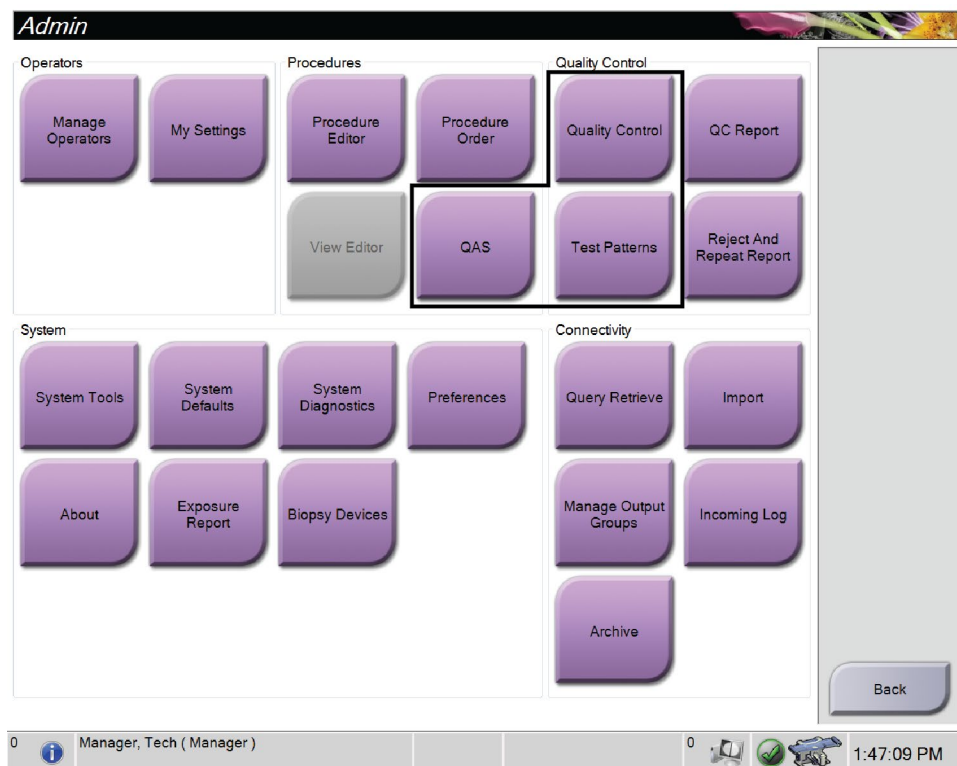 Admin
Operators
Manage
Operators
My Settings
Procedures
Procedure
Editor
Procedure
Order
View Editor
QAS
Quality Control
Quality Control
QC Report
Test Patterns
Reject And
Repeat Report
System
System Tools
System
Defaults
System
Diagnostics
Preferences
About
Exposure
Report
Biopsy Devices
Connectivity
Query Retrieve
Import
Manage Output
Groups
Incoming Log
Archive
Back
0
Manager, Tech ( Manager )
0
1:47:09 PM